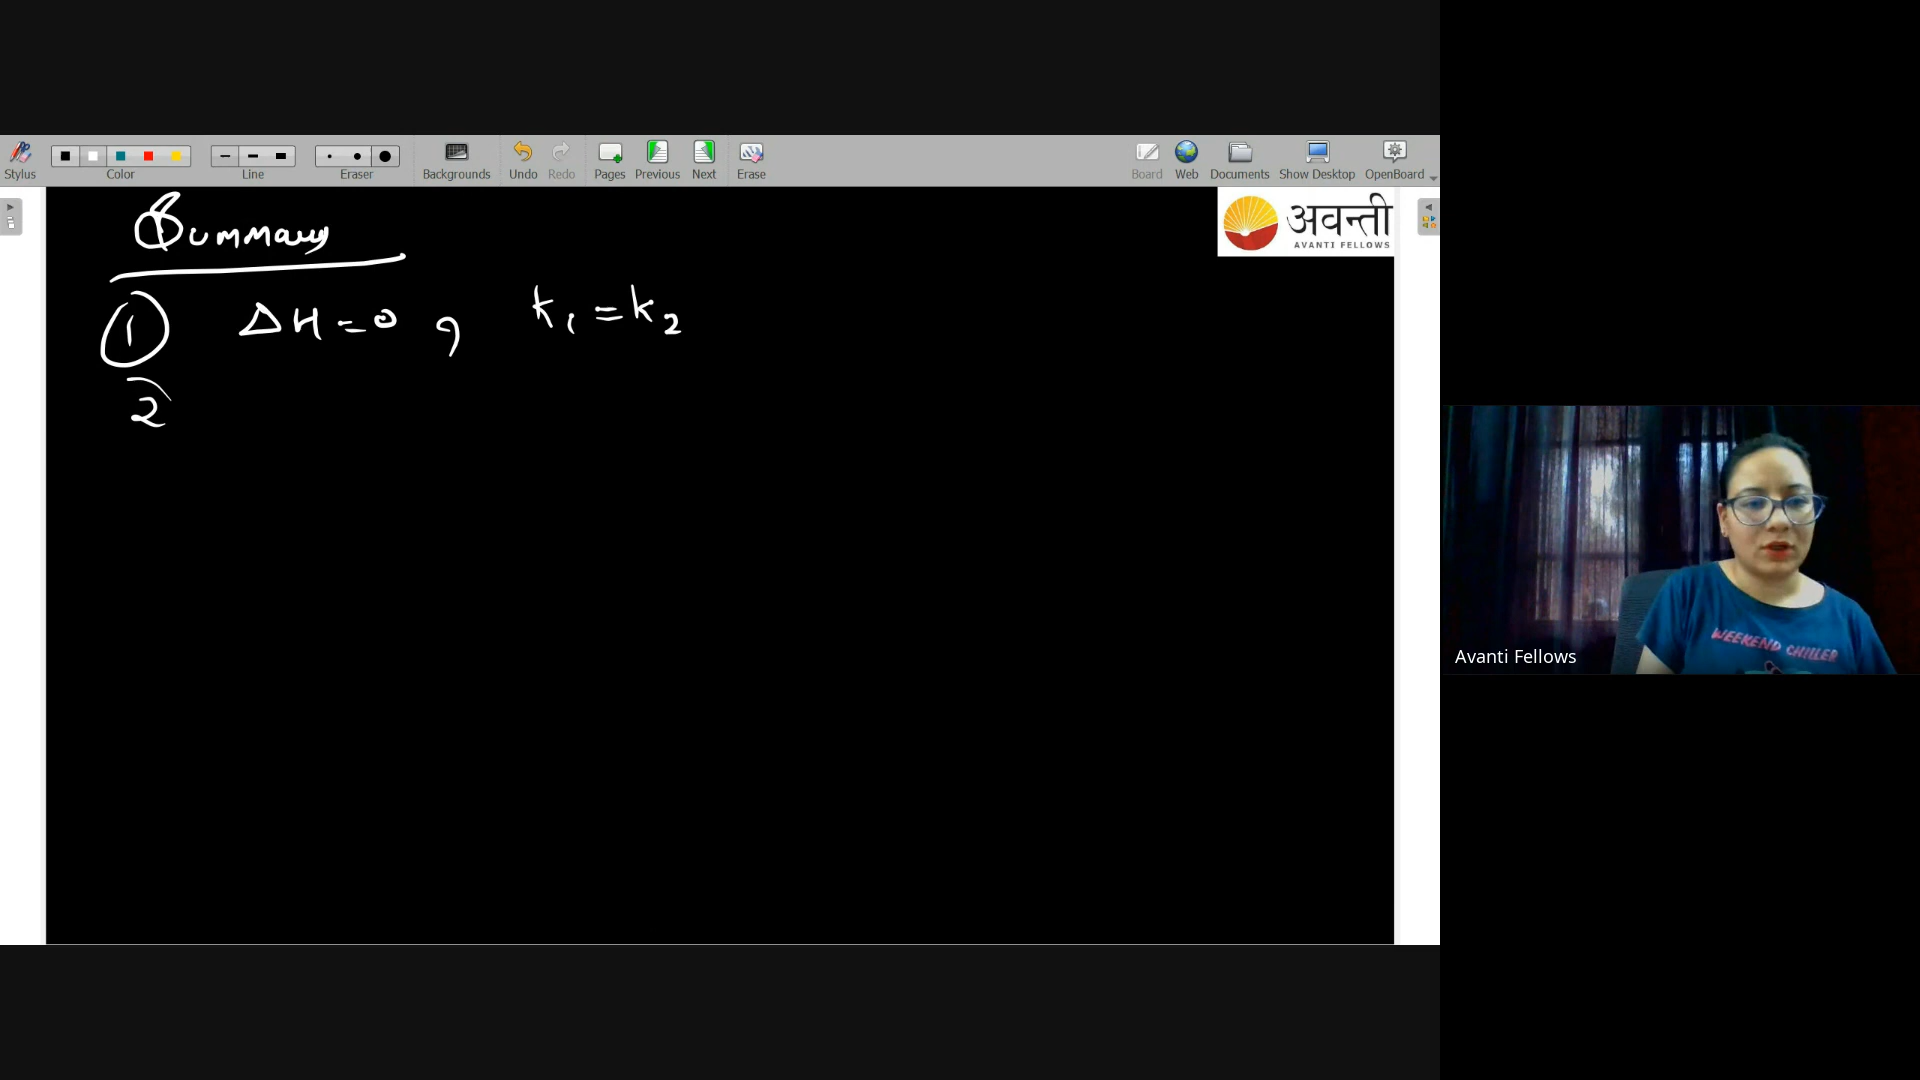 Stylus Color Line Eraser Backgrounds Undo Redo Pages Previous Next Erase Board Web Documents Show Desktop OpenBoard
Summary
अवन्ती
AVANTI FELLOWS
① ΔH=0 , k₁=k₂
2
WEEKEND CHILLER
Avanti Fellows